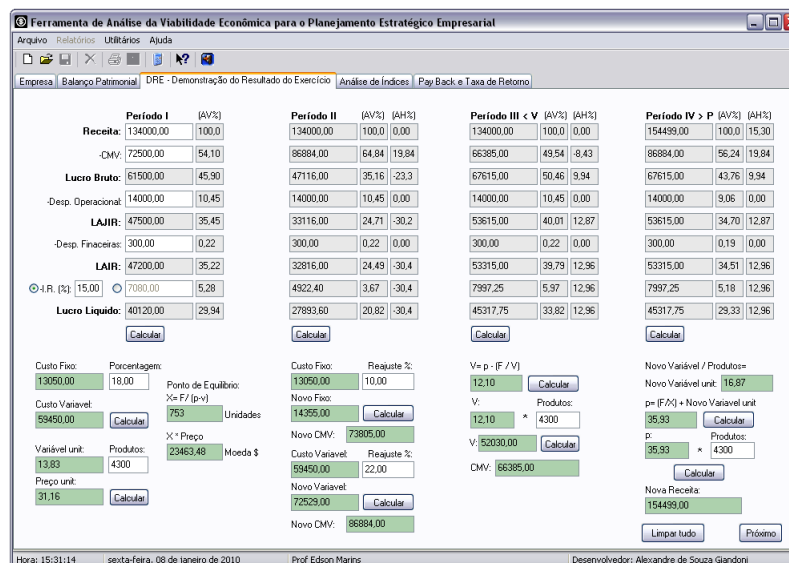 Ferramenta de Análise da Viabilidade Econômica para o Planejamento Estratégico Empresarial
Arquivo Relatórios Utilitários Ajuda
Empresa Balanço Patrimonial DRE - Demonstração do Resultado do Exercício Análise de Índices Pay Back e Taxa de Retorno
Período I (AV%) Período II (AV%) (AH%) Período III < V (AV%) (AH%) Período IV > P (AV%) (AH%)
Receita: 134000,00 100,0 134000,00 100,0 0,00 134000,00 100,0 0,00 154499,00 100,0 15,30
-CMV: 72500,00 54,10 86884,00 64,84 19,84 66385,00 49,54 -8,43 86884,00 56,24 19,84
Lucro Bruto: 61500,00 45,90 47116,00 35,16 -23,3 67615,00 50,46 9,94 67615,00 43,76 9,94
-Desp. Operacional: 14000,00 10,45 14000,00 10,45 0,00 14000,00 10,45 0,00 14000,00 9,06 0,00
LAJIR: 47500,00 35,45 33116,00 24,71 -30,2 53615,00 40,01 12,87 53615,00 34,70 12,87
-Desp. Finaceiras: 300,00 0,22 300,00 0,22 0,00 300,00 0,22 0,00 300,00 0,19 0,00
LAIR: 47200,00 35,22 32816,00 24,49 -30,4 53315,00 39,79 12,96 53315,00 34,51 12,96
-I.R. (%): 15,00 7080,00 5,28 4922,40 3,67 -30,4 7997,25 5,97 12,96 7997,25 5,18 12,96
Lucro Liquido: 40120,00 29,94 27893,60 20,82 -30,4 45317,75 33,82 12,96 45317,75 29,33 12,96
Calcular Calcular Calcular Calcular
Custo Fixo: Porcentagem:
13050,00 18,00
Custo Variavel:
59450,00 Calcular
Variável unit: Produtos:
13,83 4300
Preço unit:
31,16 Calcular
Ponto de Equilíbrio:
X= F/ (p-v)
753 Unidades
X * Preço
23463,48 Moeda $
Custo Fixo: Reajuste %:
13050,00 10,00
Novo Fixo:
14355,00 Calcular
Novo CMV: 73805,00
Custo Variavel: Reajuste %:
59450,00 22,00
Novo Variavel:
72529,00 Calcular
Novo CMV: 86884,00
V= p - (F / V)
12,10 Calcular
V: Produtos:
12,10 * 4300
V: 52030,00 Calcular
CMV: 66385,00
Novo Variável / Produtos=
Novo Variável unit: 16,87
p= (F/X) + Novo Variavel unit
35,93 Calcular
p: Produtos:
35,93 * 4300
Calcular
Nova Receita:
154499,00
Limpar tudo Próximo
Hora: 15:31:14 sexta-feira, 08 de janeiro de 2010 Prof Edson Marins Desenvolvedor: Alexandre de Souza Giandoni